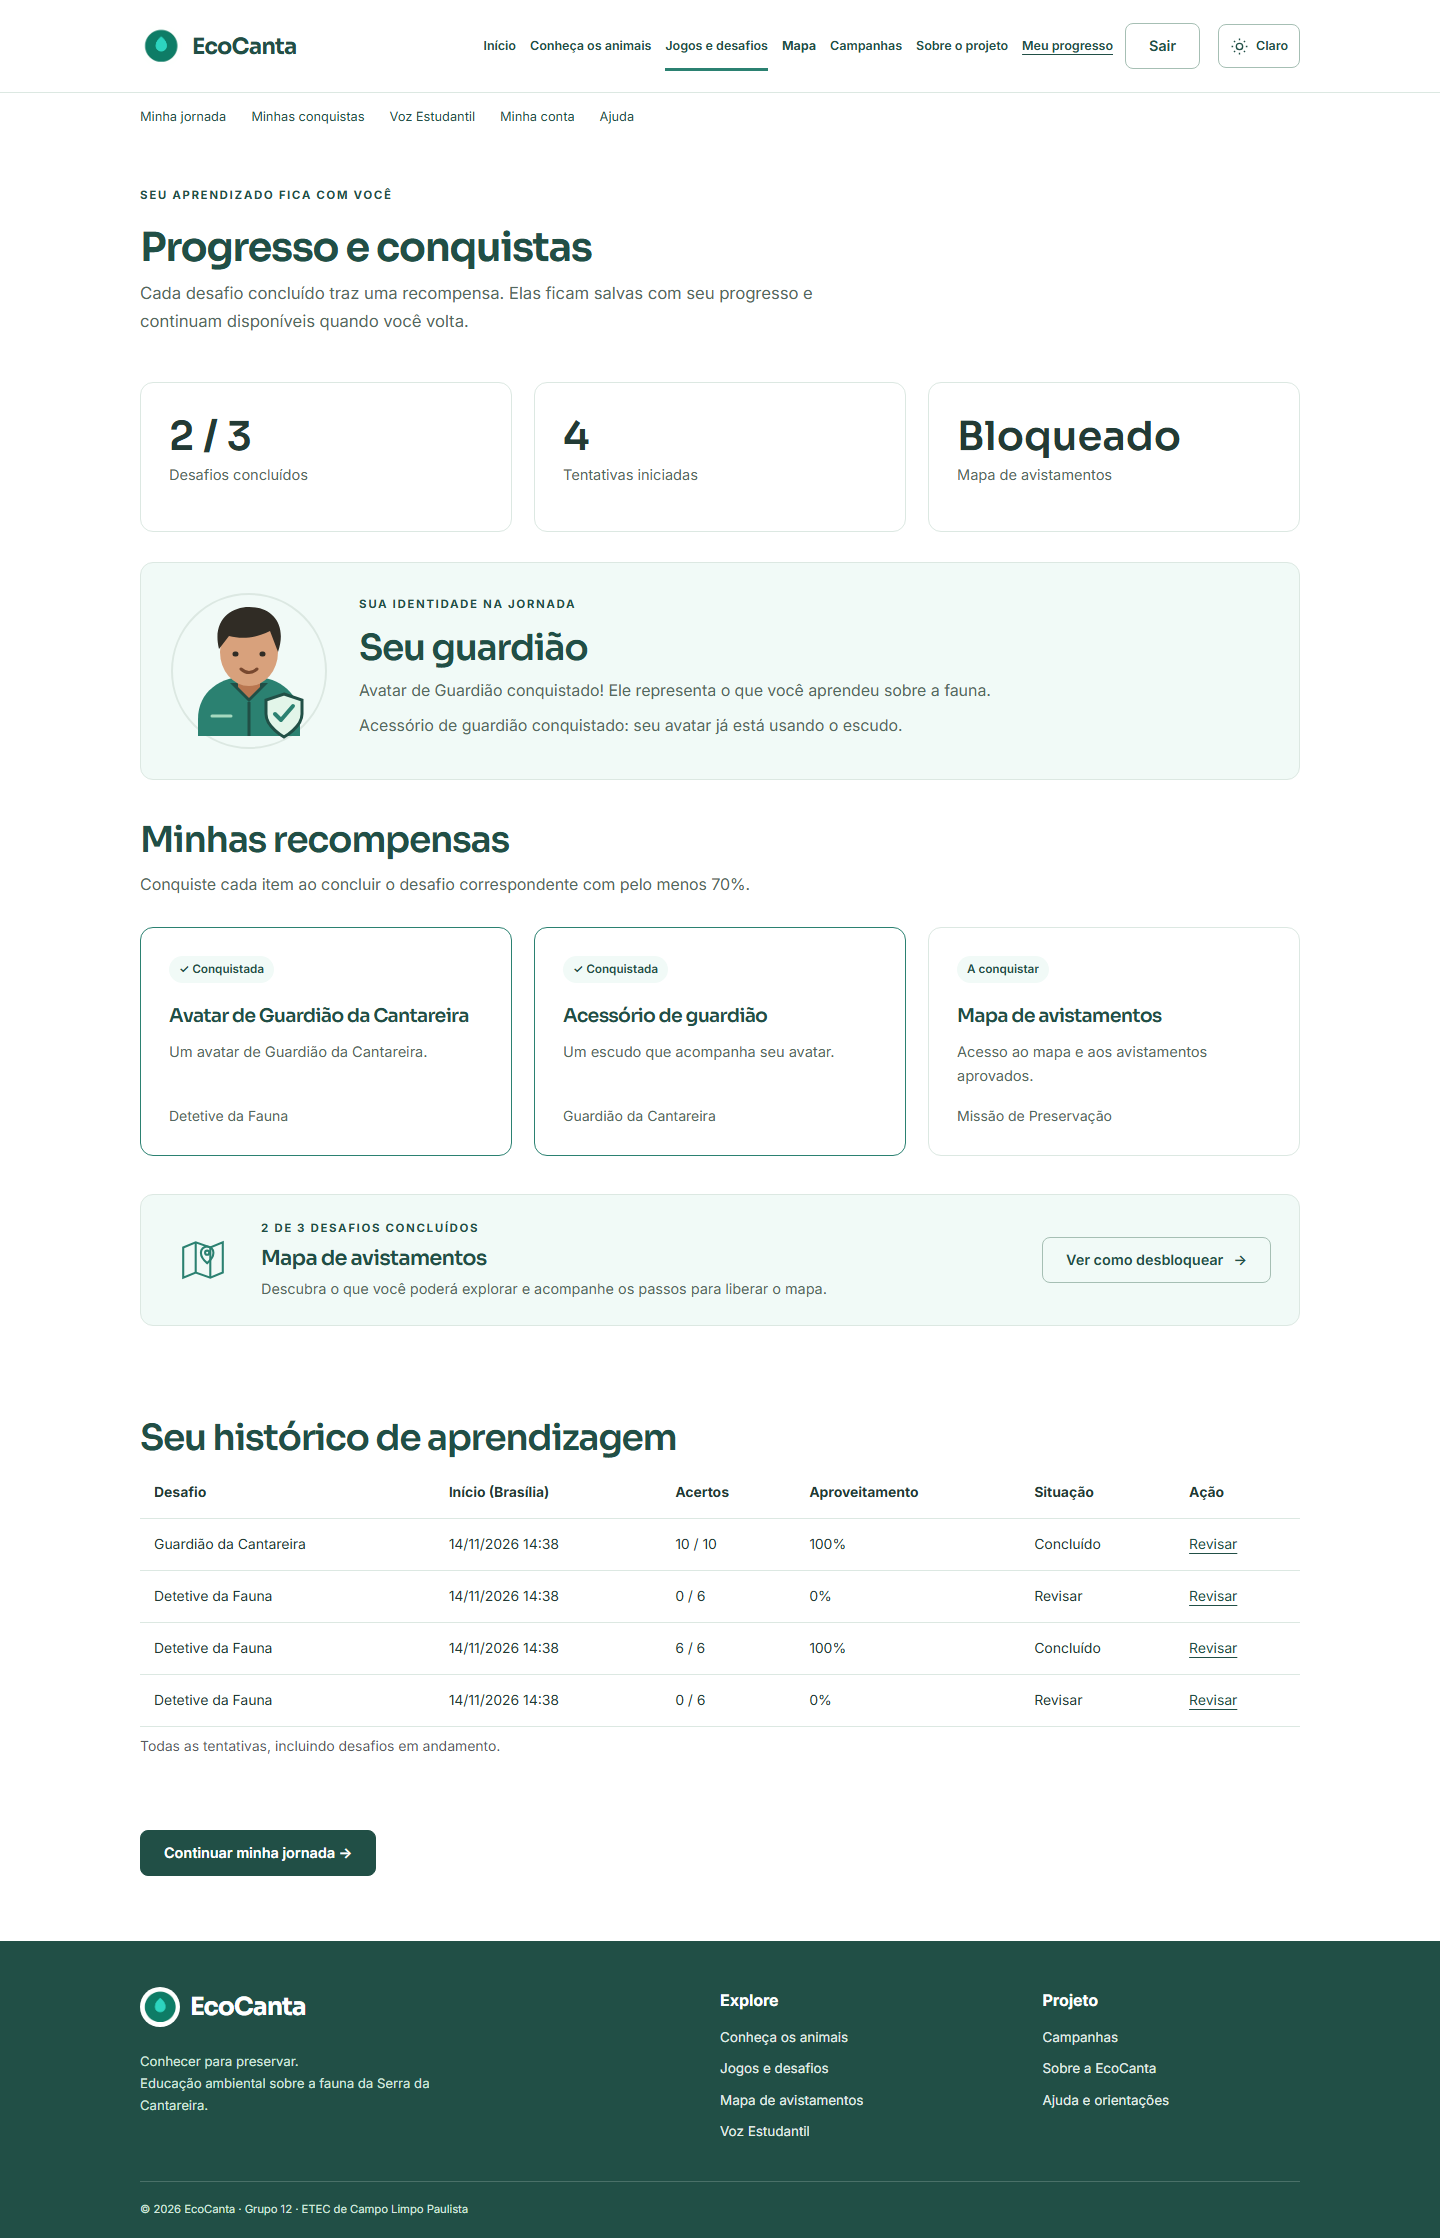 EcoCanta
Início Conheça os animais Jogos e desafios Mapa Campanhas Sobre o projeto Meu progresso Sair Claro
Minha jornada Minhas conquistas Voz Estudantil Minha conta Ajuda
SEU APRENDIZADO FICA COM VOCÊ
Progresso e conquistas
Cada desafio concluído traz uma recompensa. Elas ficam salvas com seu progresso e
continuam disponíveis quando você volta.
2 / 3
Desafios concluídos
4
Tentativas iniciadas
Bloqueado
Mapa de avistamentos
SUA IDENTIDADE NA JORNADA
Seu guardião
Avatar de Guardião conquistado! Ele representa o que você aprendeu sobre a fauna.
Acessório de guardião conquistado: seu avatar já está usando o escudo.
Minhas recompensas
Conquiste cada item ao concluir o desafio correspondente com pelo menos 70%.
✓ Conquistada
Avatar de Guardião da Cantareira
Um avatar de Guardião da Cantareira.
Detetive da Fauna
✓ Conquistada
Acessório de guardião
Um escudo que acompanha seu avatar.
Guardião da Cantareira
A conquistar
Mapa de avistamentos
Acesso ao mapa e aos avistamentos
aprovados.
Missão de Preservação
2 DE 3 DESAFIOS CONCLUÍDOS
Mapa de avistamentos
Descubra o que você poderá explorar e acompanhe os passos para liberar o mapa.
Ver como desbloquear →
Seu histórico de aprendizagem
Desafio Início (Brasília) Acertos Aproveitamento Situação Ação
Guardião da Cantareira 14/11/2026 14:38 10 / 10 100% Concluído Revisar
Detetive da Fauna 14/11/2026 14:38 0 / 6 0% Revisar Revisar
Detetive da Fauna 14/11/2026 14:38 6 / 6 100% Concluído Revisar
Detetive da Fauna 14/11/2026 14:38 0 / 6 0% Revisar Revisar
Todas as tentativas, incluindo desafios em andamento.
Continuar minha jornada →
EcoCanta
Conhecer para preservar.
Educação ambiental sobre a fauna da Serra da
Cantareira.
Explore
Conheça os animais
Jogos e desafios
Mapa de avistamentos
Voz Estudantil
Projeto
Campanhas
Sobre a EcoCanta
Ajuda e orientações
© 2026 EcoCanta · Grupo 12 · ETEC de Campo Limpo Paulista